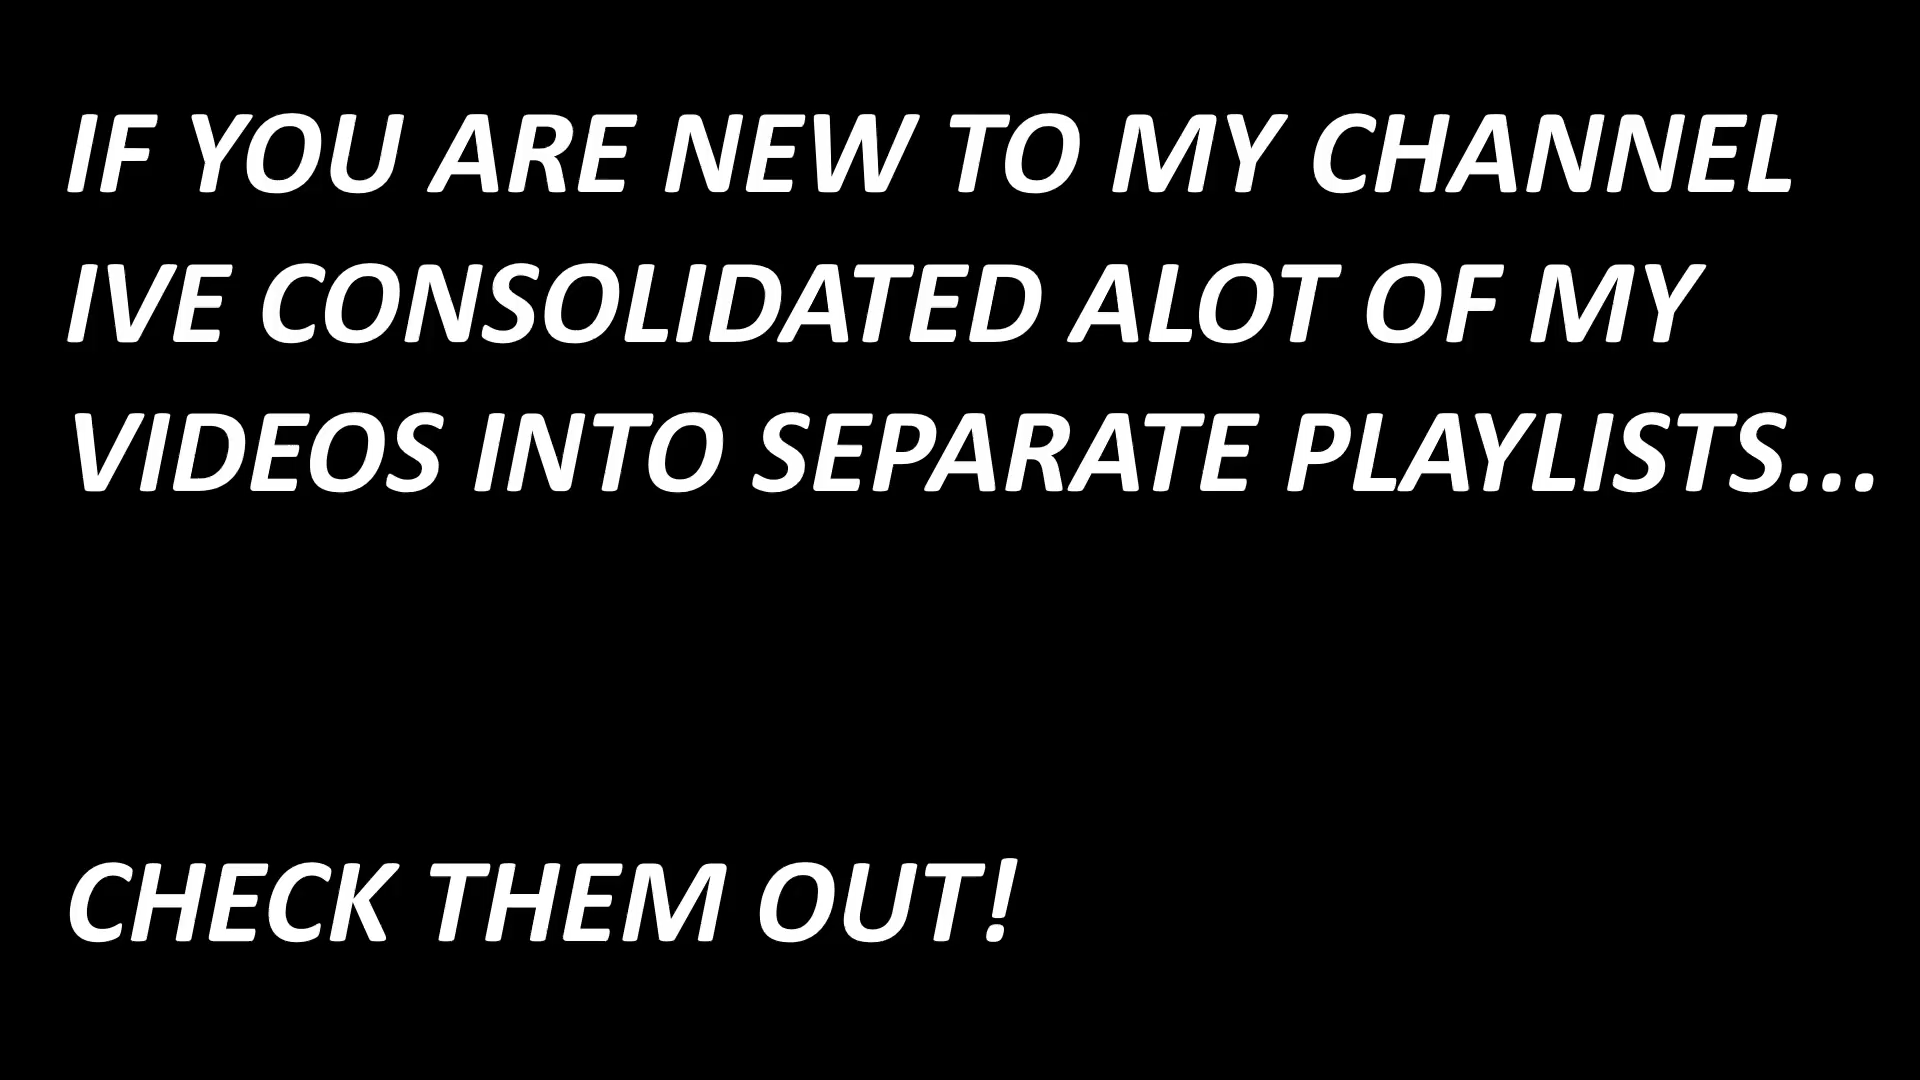 IF YOU ARE NEW TO MY CHANNEL
IVE CONSOLIDATED ALOT OF MY
VIDEOS INTO SEPARATE PLAYLISTS...
CHECK THEM OUT!